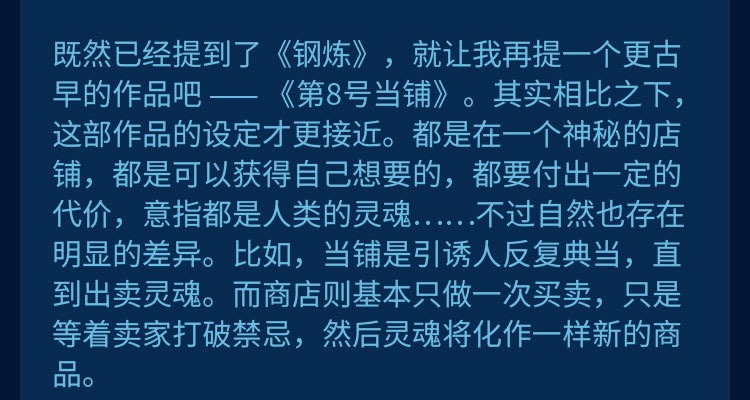 既然已经提到了《钢炼》，就让我再提一个更古
早的作品吧 —— 《第8号当铺》。其实相比之下，
这部作品的设定才更接近。都是在一个神秘的店
铺，都是可以获得自己想要的，都要付出一定的
代价，意指都是人类的灵魂……不过自然也存在
明显的差异。比如，当铺是引诱人反复典当，直
到出卖灵魂。而商店则基本只做一次买卖，只是
等着卖家打破禁忌，然后灵魂将化作一样新的商
品。